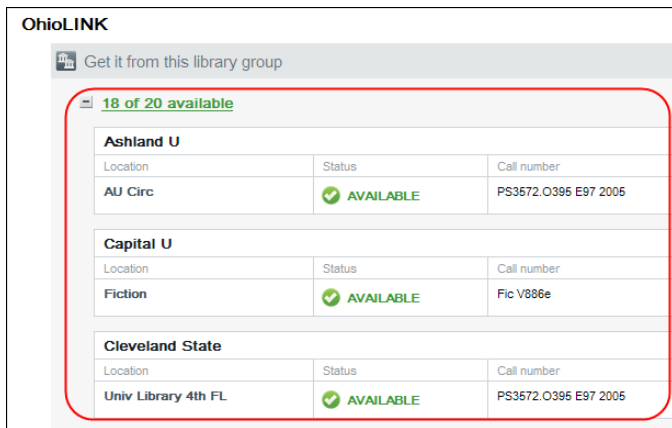 OhioLINK
Get it from this library group
18 of 20 available
Ashland U
Location Status Call number
AU Circ AVAILABLE PS3572.O395 E97 2005
Capital U
Location Status Call number
Fiction AVAILABLE Fic V886e
Cleveland State
Location Status Call number
Univ Library 4th FL AVAILABLE PS3572.O395 E97 2005